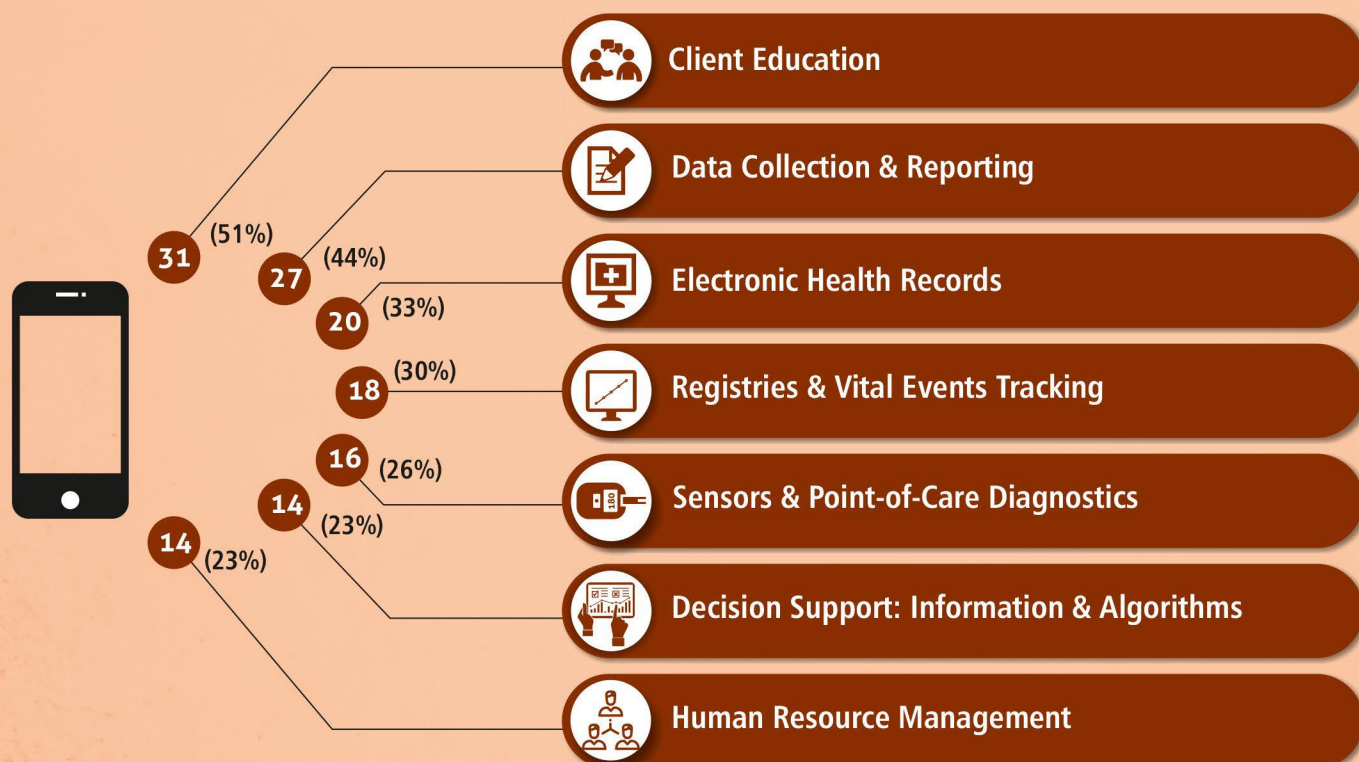 Client Education
31 (51%)
Data Collection & Reporting
27 (44%)
Electronic Health Records
20 (33%)
Registries & Vital Events Tracking
18 (30%)
Sensors & Point-of-Care Diagnostics
16 (26%)
180
Decision Support: Information & Algorithms
14 (23%)
Human Resource Management
14 (23%)